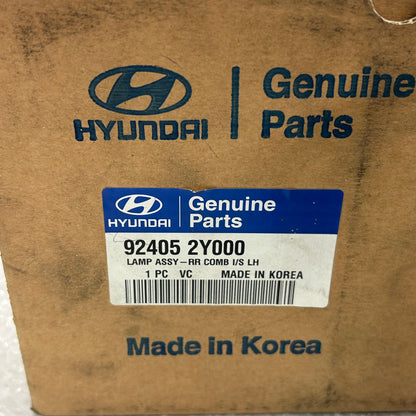 HYUNDAI
Genuine
Parts
HYUNDAI
Genuine
Parts
92405 2Y000
LAMP ASSY-RR COMB I/S LH
1 PC VC MADE IN KOREA
Made in Korea